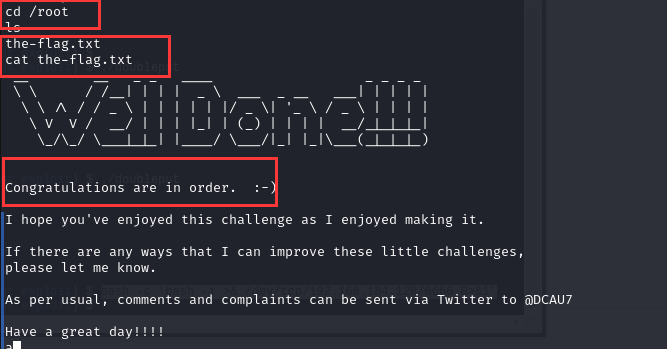 cd /root
ls
the-flag.txt
cat the-flag.txt
Well Done!!!!
Congratulations are in order.  :-)
I hope you've enjoyed this challenge as I enjoyed making it.
If there are any ways that I can improve these little challenges,
please let me know.
As per usual, comments and complaints can be sent via Twitter to @DCAU7
Have a great day!!!!
a